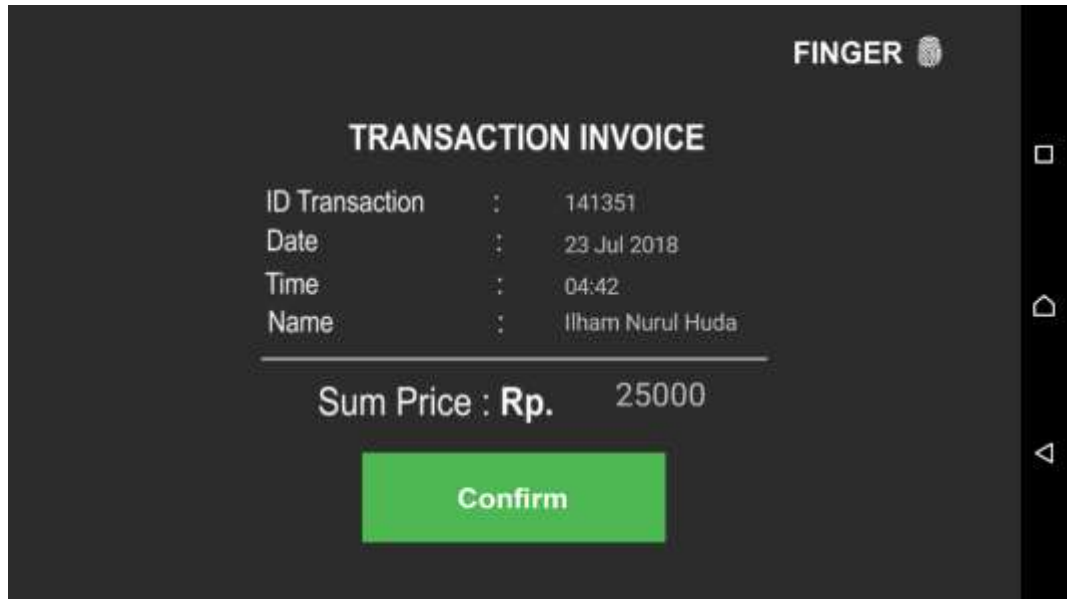 FINGER
TRANSACTION INVOICE
ID Transaction : 141351
Date : 23 Jul 2018
Time : 04:42
Name : Ilham Nurul Huda
Sum Price : Rp. 25000
Confirm